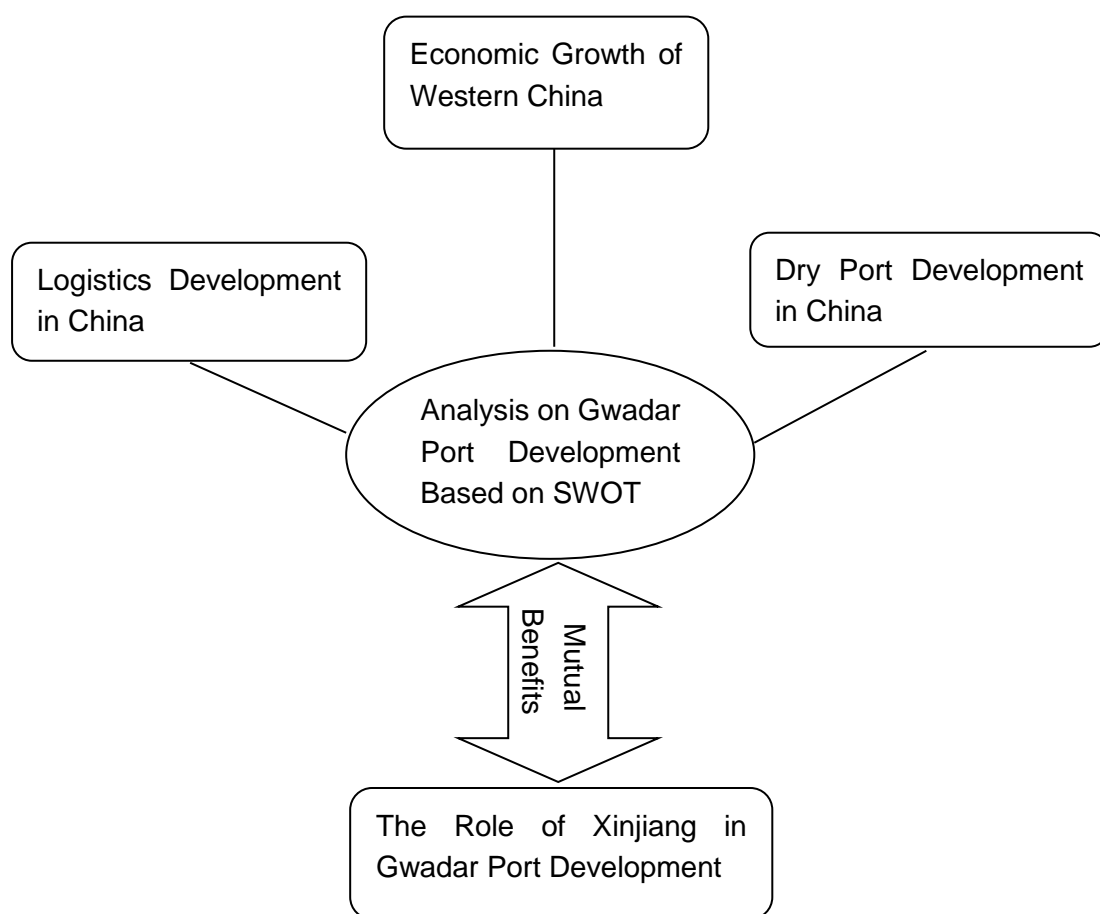 Economic Growth of
Western China
Logistics Development
in China
Dry Port Development
in China
Analysis on Gwadar
Port Development
Based on SWOT
Mutual
Benefits
The Role of Xinjiang in
Gwadar Port Development